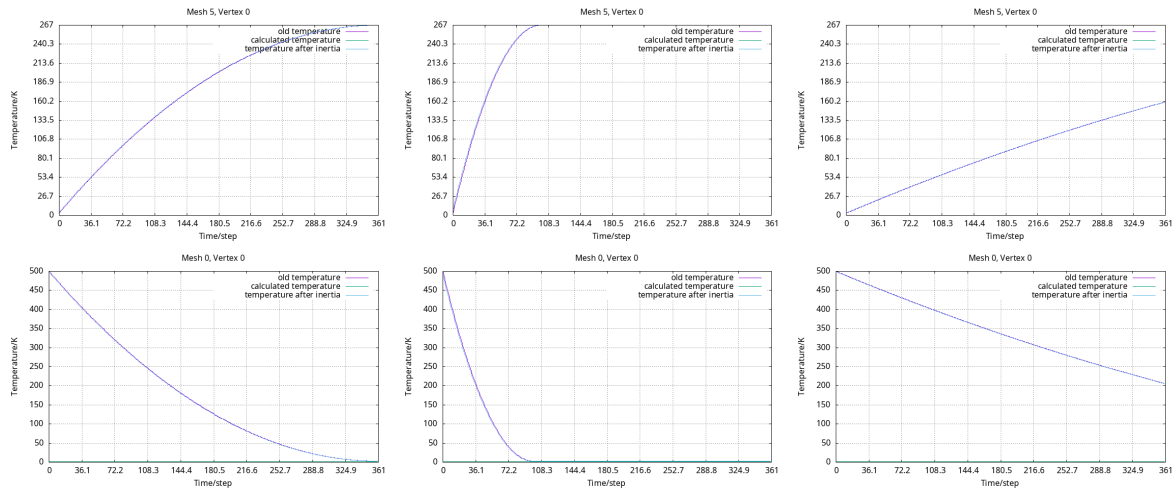 Mesh 5, Vertex 0
267
240.3
213.6
186.9
160.2
133.5
106.8
80.1
53.4
26.7
0
Temperature/K
old temperature
calculated temperature
temperature after inertia
0 36.1 72.2 108.3 144.4 180.5 216.6 252.7 288.8 324.9 361
Time/step
Mesh 5, Vertex 0
267
240.3
213.6
186.9
160.2
133.5
106.8
80.1
53.4
26.7
0
Temperature/K
old temperature
calculated temperature
temperature after inertia
0 36.1 72.2 108.3 144.4 180.5 216.6 252.7 288.8 324.9 361
Time/step
Mesh 5, Vertex 0
267
240.3
213.6
186.9
160.2
133.5
106.8
80.1
53.4
26.7
0
Temperature/K
old temperature
calculated temperature
temperature after inertia
0 36.1 72.2 108.3 144.4 180.5 216.6 252.7 288.8 324.9 361
Time/step
Mesh 0, Vertex 0
500
450
400
350
300
250
200
150
100
50
0
Temperature/K
old temperature
calculated temperature
temperature after inertia
0 36.1 72.2 108.3 144.4 180.5 216.6 252.7 288.8 324.9 361
Time/step
Mesh 0, Vertex 0
500
450
400
350
300
250
200
150
100
50
0
Temperature/K
old temperature
calculated temperature
temperature after inertia
0 36.1 72.2 108.3 144.4 180.5 216.6 252.7 288.8 324.9 361
Time/step
Mesh 0, Vertex 0
500
450
400
350
300
250
200
150
100
50
0
Temperature/K
old temperature
calculated temperature
temperature after inertia
0 36.1 72.2 108.3 144.4 180.5 216.6 252.7 288.8 324.9 361
Time/step